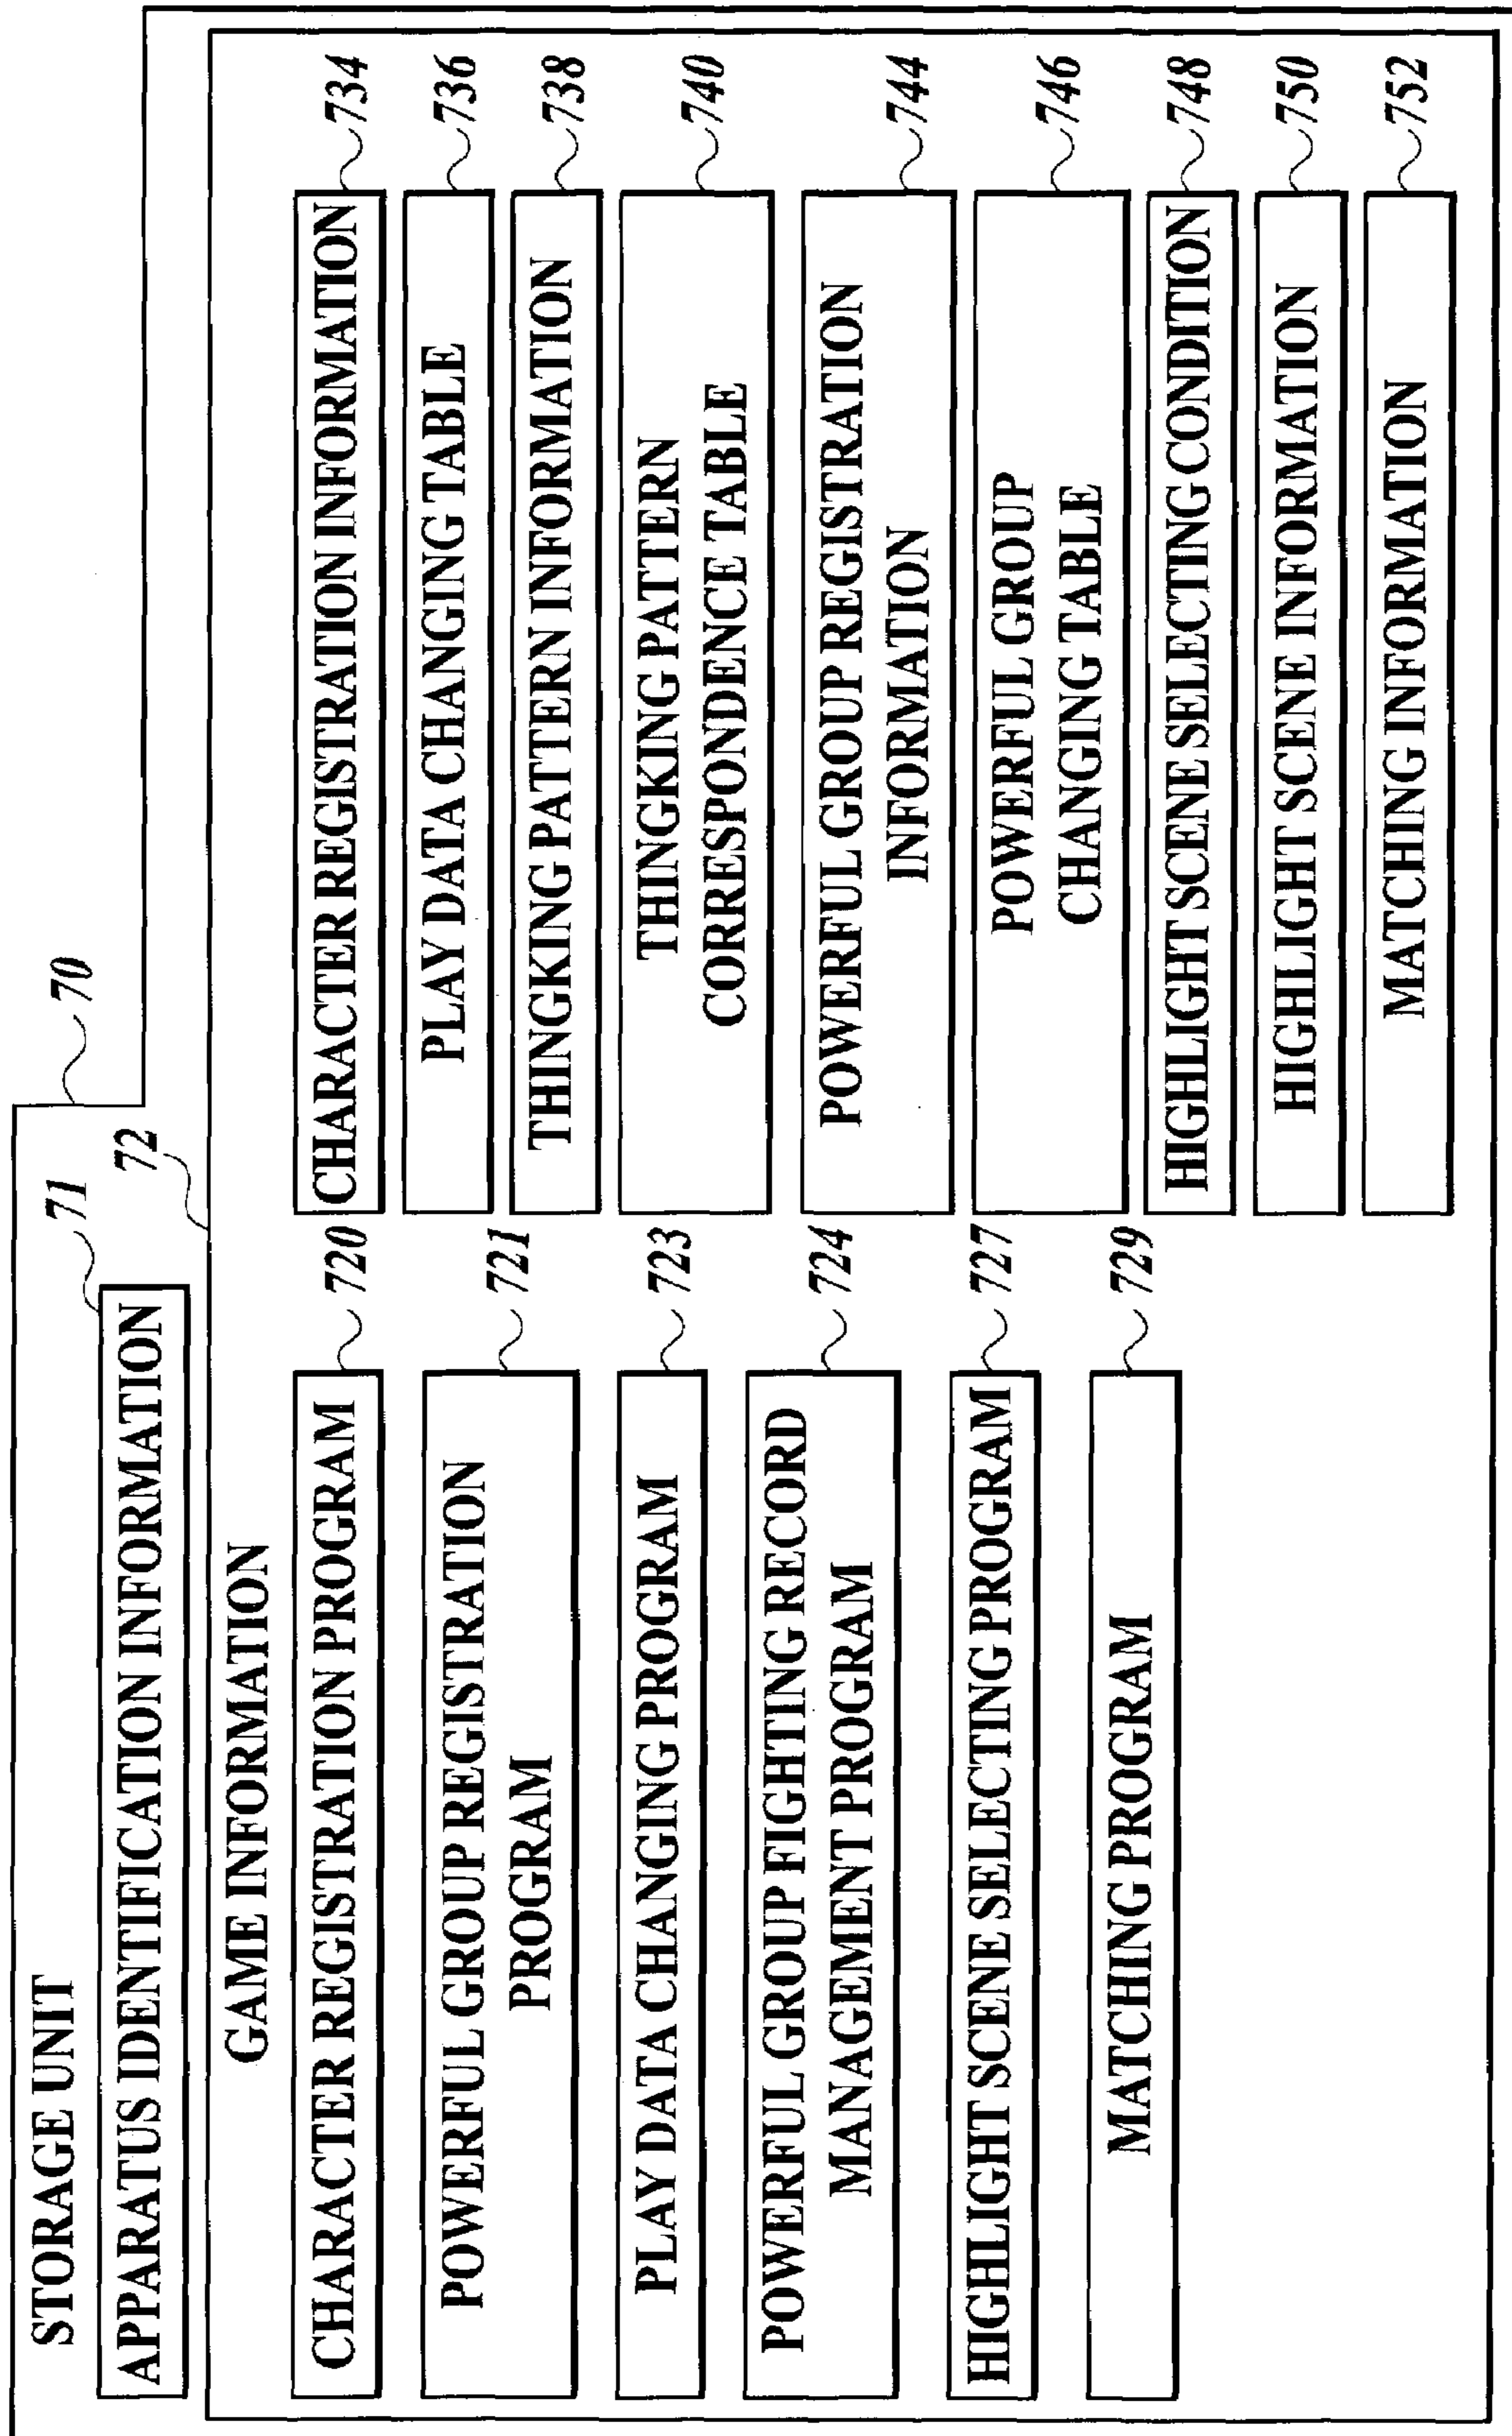 STORAGE UNIT
70
APPARATUS IDENTIFICATION INFORMATION
71
72
GAME INFORMATION
CHARACTER REGISTRATION PROGRAM
720
POWERFUL GROUP REGISTRATION
PROGRAM
721
PLAY DATA CHANGING PROGRAM
723
POWERFUL GROUP FIGHTING RECORD
MANAGEMENT PROGRAM
724
HIGHLIGHT SCENE SELECTING PROGRAM
727
MATCHING PROGRAM
729
CHARACTER REGISTRATION INFORMATION
734
PLAY DATA CHANGING TABLE
736
THINGKING PATTERN INFORMATION
738
THINGKING PATTERN
CORRESPONDENCE TABLE
740
POWERFUL GROUP REGISTRATION
INFORMATION
744
POWERFUL GROUP
CHANGING TABLE
746
HIGHLIGHT SCENE SELECTING CONDITION
748
HIGHLIGHT SCENE INFORMATION
750
MATCHING INFORMATION
752